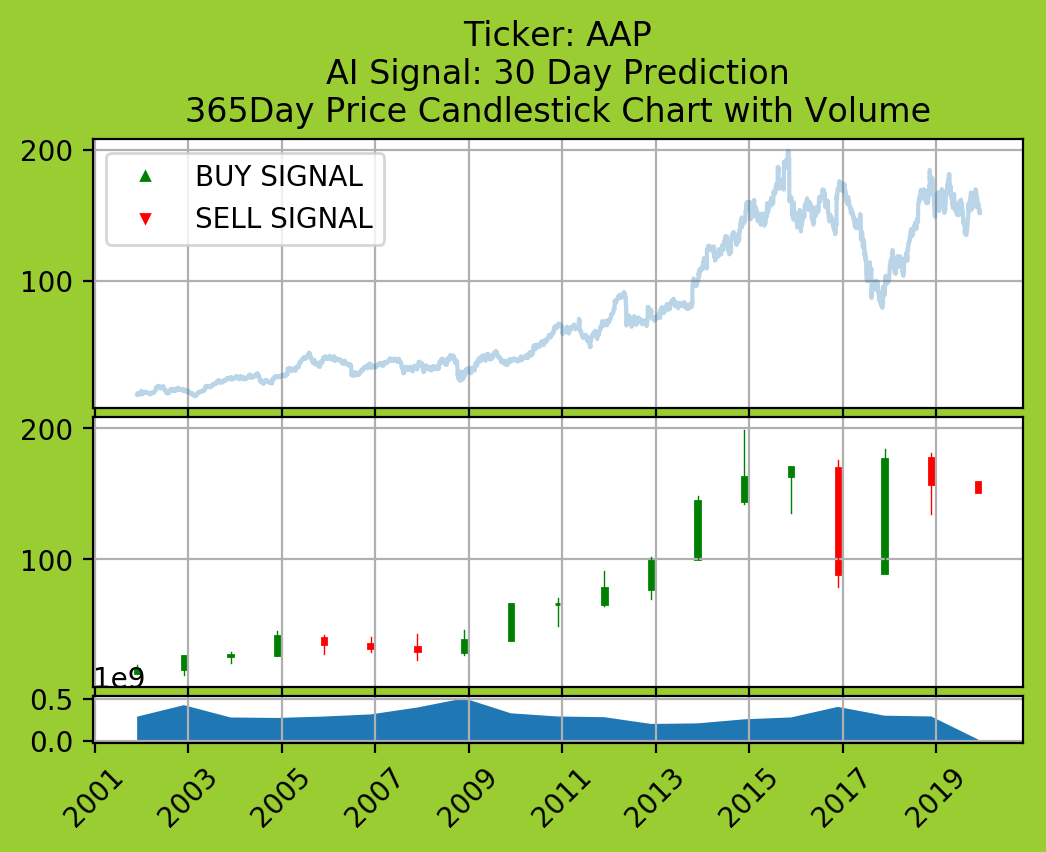 Ticker: AAP
AI Signal: 30 Day Prediction
365Day Price Candlestick Chart with Volume
200
100
BUY SIGNAL
SELL SIGNAL
200
100
1e9
0.5
0.0
2001 2003 2005 2007 2009 2011 2013 2015 2017 2019